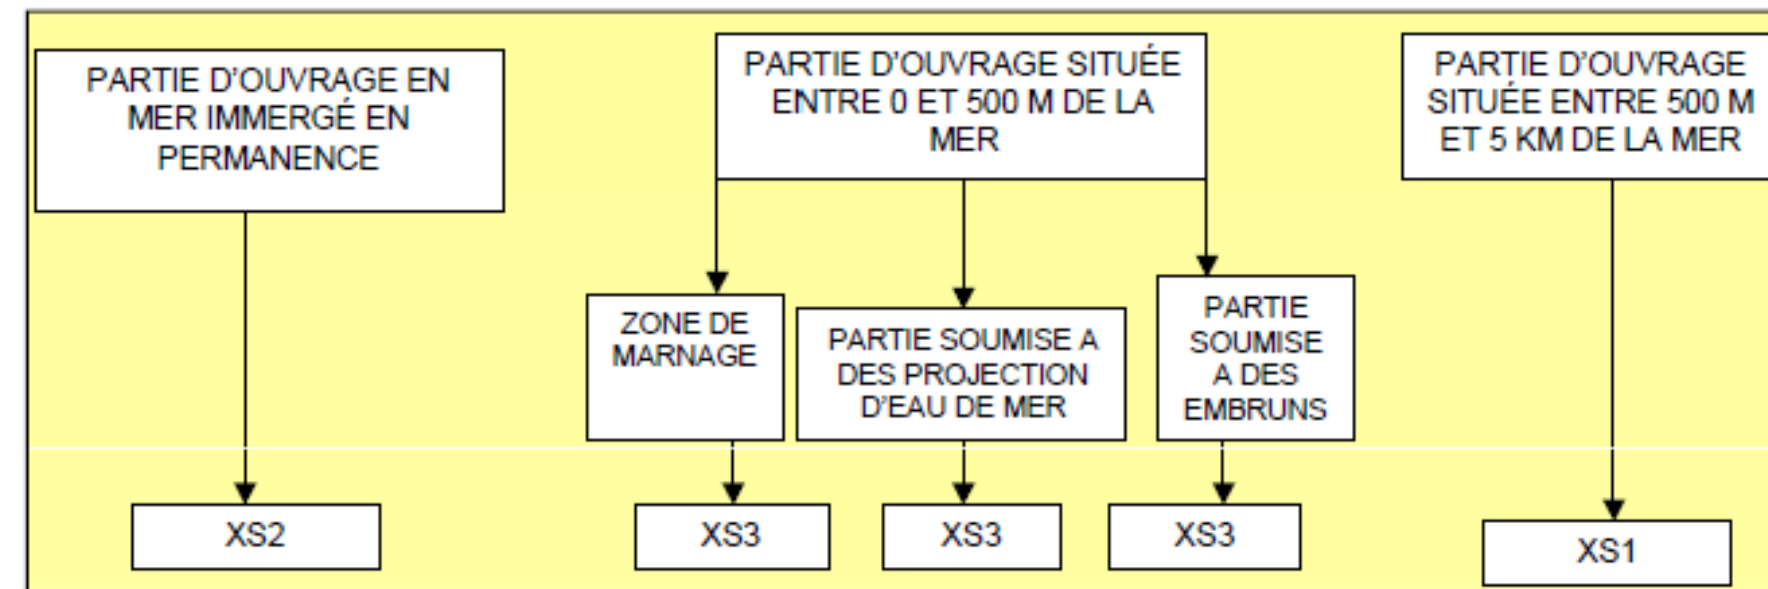 PARTIE D'OUVRAGE EN
MER IMMERGÉ EN
PERMANENCE
PARTIE D'OUVRAGE SITUÉE
ENTRE 0 ET 500 M DE LA
MER
PARTIE D'OUVRAGE
SITUÉE ENTRE 500 M
ET 5 KM DE LA MER
ZONE DE
MARNAGE
PARTIE SOUMISE A
DES PROJECTION
D'EAU DE MER
PARTIE
SOUMISE
A DES
EMBRUNS
XS2
XS3
XS3
XS3
XS1